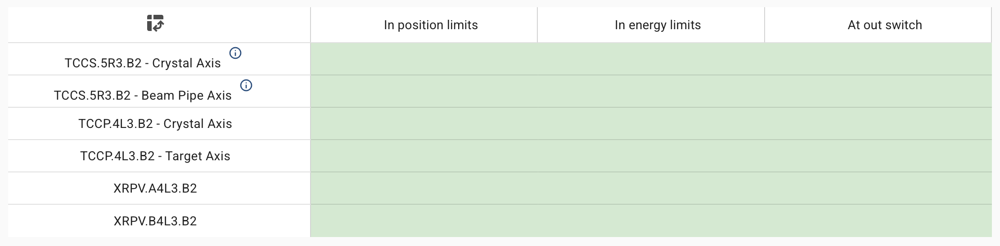 In position limits In energy limits At out switch
TCCS.5R3.B2 - Crystal Axis
TCCS.5R3.B2 - Beam Pipe Axis
TCCP.4L3.B2 - Crystal Axis
TCCP.4L3.B2 - Target Axis
XRPV.A4L3.B2
XRPV.B4L3.B2